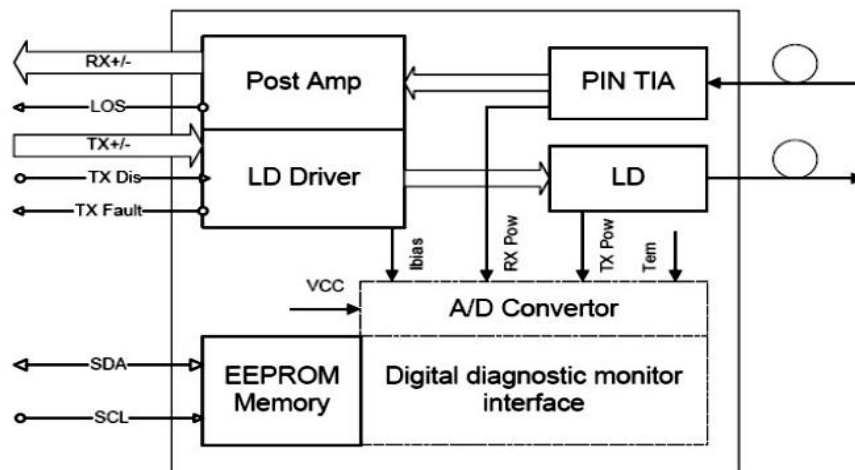 RX+/-
Post Amp
PIN TIA
LOS
TX+/-
TX Dis
LD Driver
LD
TX Fault
Ibias
RX Pow
TX Pow
Tem
VCC
A/D Convertor
SDA
EEPROM
Memory
Digital diagnostic monitor
interface
SCL